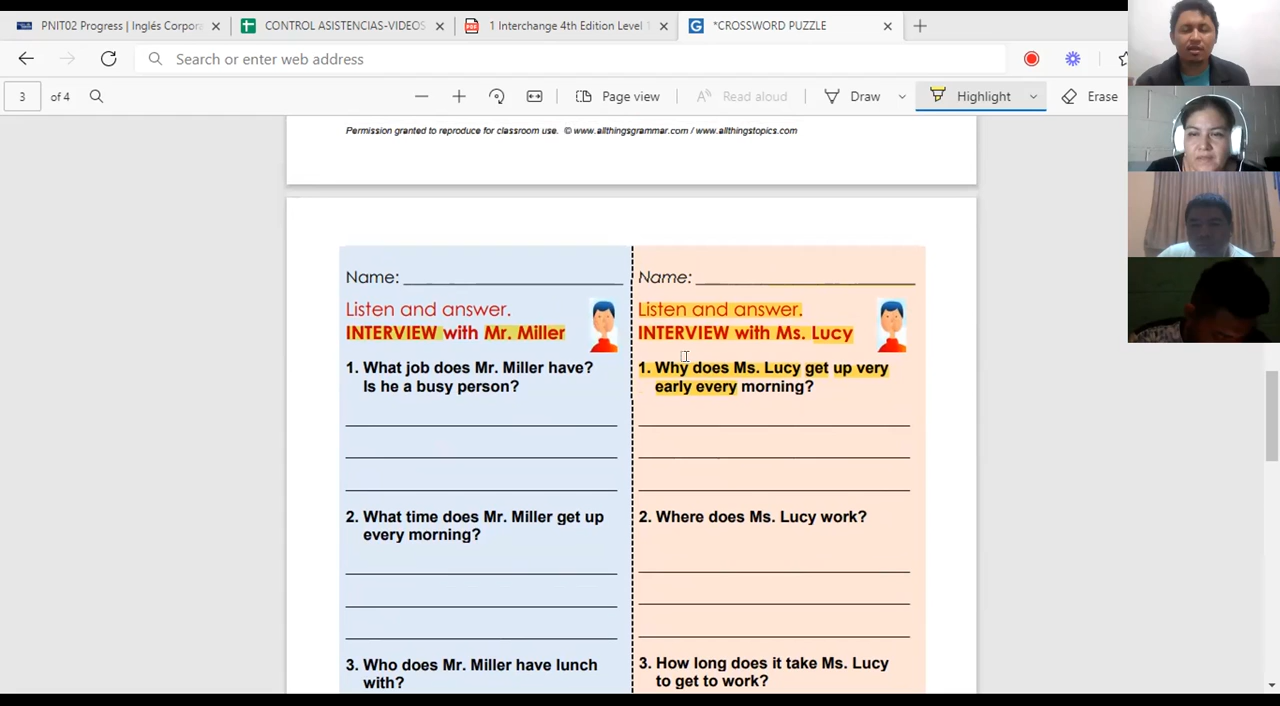 PNIT02 Progress | Inglés Corpor
CONTROL ASISTENCIAS-VIDEOS
1 Interchange 4th Edition Level 1
*CROSSWORD PUZZLE
Search or enter web address
3 of 4
Page view
Read aloud
Draw
Highlight
Erase
Permission granted to reproduce for classroom use. © www.allthingsgrammar.com / www.allthingstopics.com
Name:
Listen and answer.
INTERVIEW with Mr. Miller
1. What job does Mr. Miller have?
Is he a busy person?
2. What time does Mr. Miller get up
every morning?
3. Who does Mr. Miller have lunch
with?
Name:
Listen and answer.
INTERVIEW with Ms. Lucy
1. Why does Ms. Lucy get up very
early every morning?
2. Where does Ms. Lucy work?
3. How long does it take Ms. Lucy
to get to work?